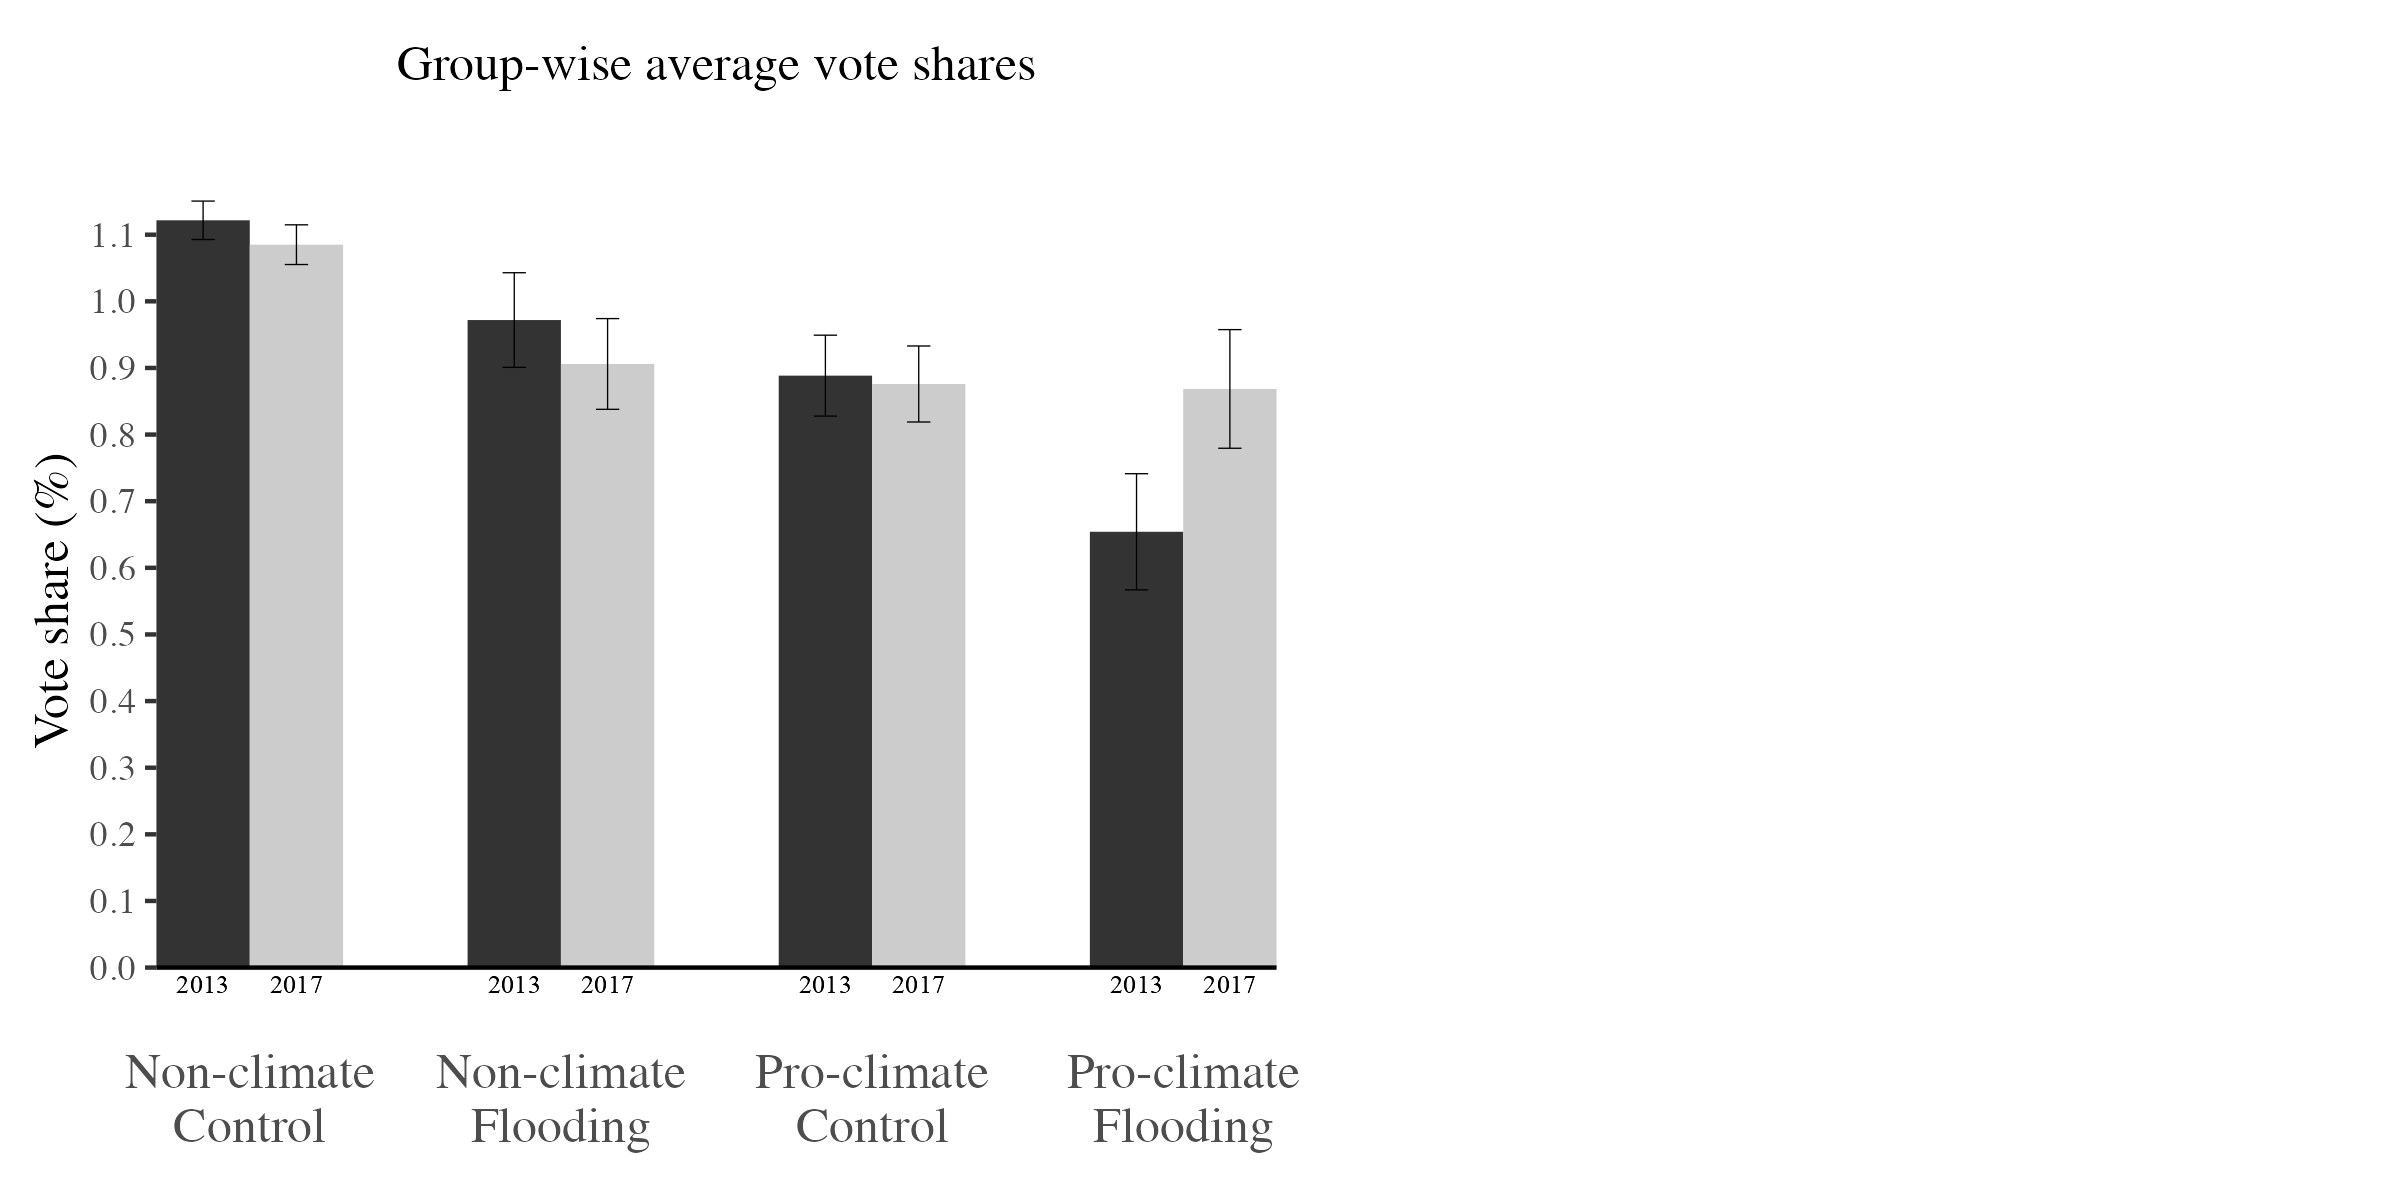 Group-wise average vote shares
Vote share (%)
1.1
1.0
0.9
0.8
0.7
0.6
0.5
0.4
0.3
0.2
0.1
0.0
2013 2017 2013 2017 2013 2017 2013 2017
Non-climate Non-climate Pro-climate Pro-climate
Control Flooding Control Flooding